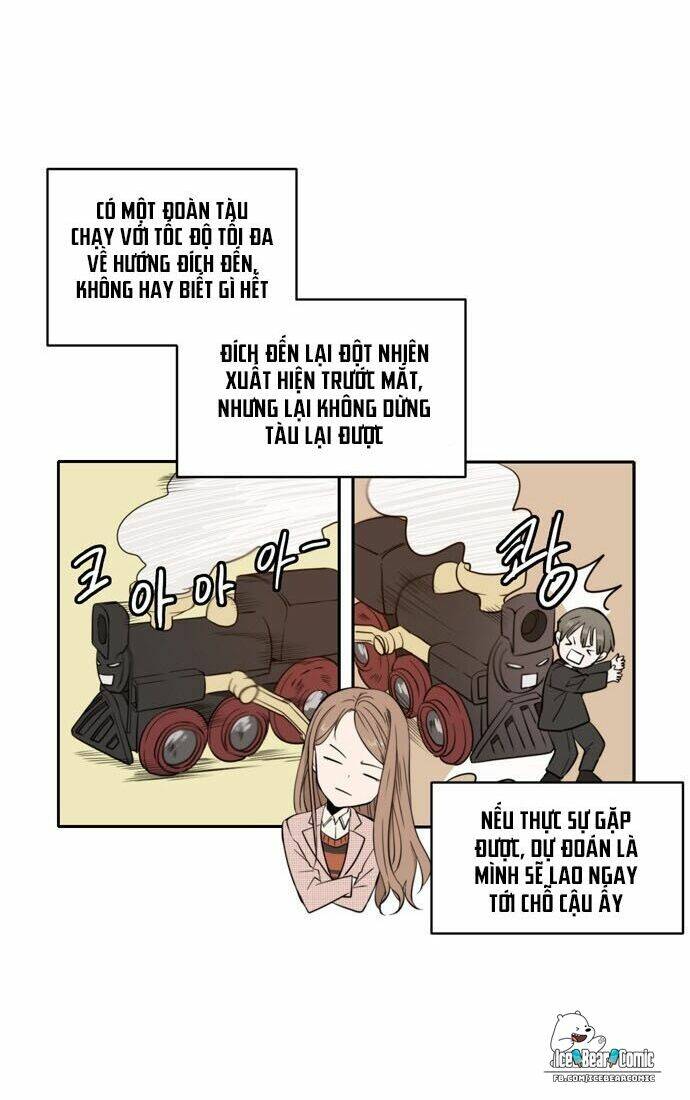 CÓ MỘT ĐOÀN TÀU
CHẠY VỚI TỐC ĐỘ TỐI ĐA
VỀ HƯỚNG ĐÍCH ĐẾN,
KHÔNG HAY BIẾT GÌ HẾT
ĐÍCH ĐẾN LẠI ĐỘT NHIÊN
XUẤT HIỆN TRƯỚC MẮT,
NHƯNG LẠI KHÔNG DỪNG
TÀU LẠI ĐƯỢC
크아아아-
쾅
NẾU THỰC SỰ GẶP
ĐƯỢC, DỰ ĐOÁN LÀ
MÌNH SẼ LAO NGAY
TỚI CHỖ CẬU ẤY
Ice Bear Comic
FB.COM/ICEBEARCOMIC